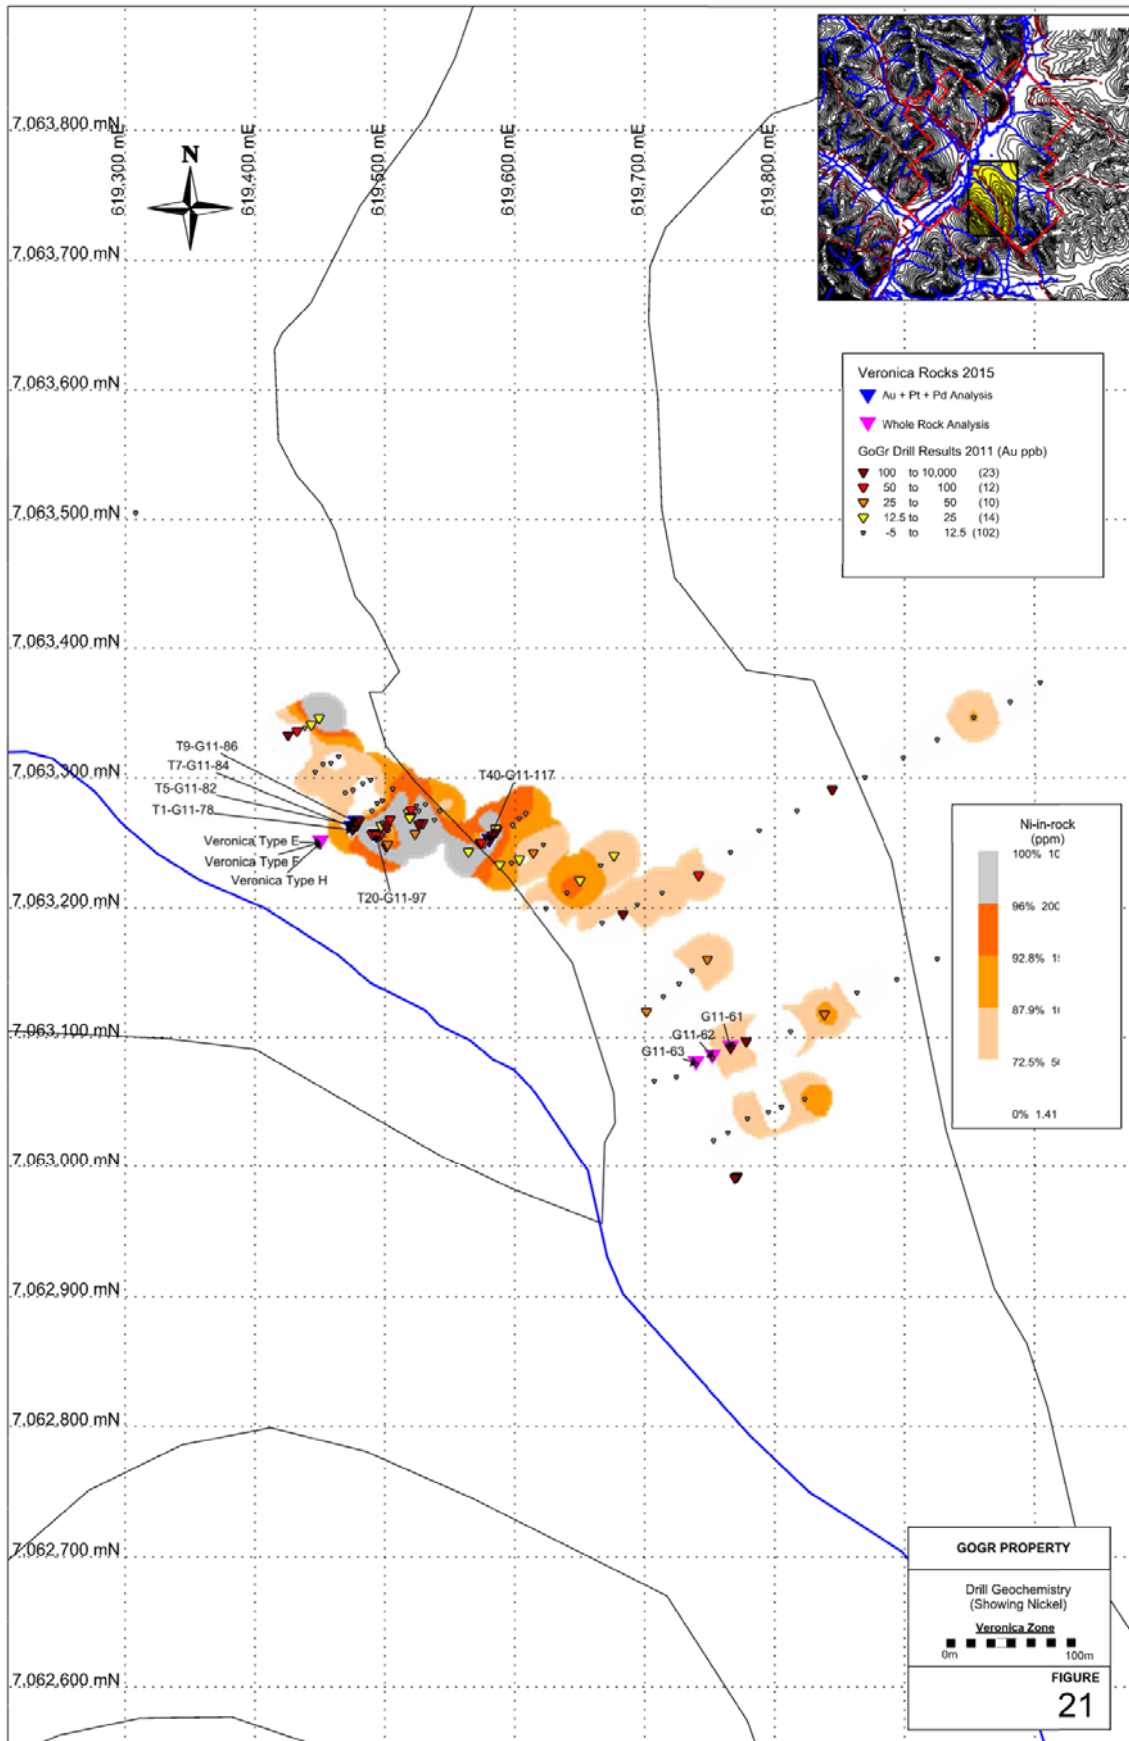 619,300 mE
619,400 mE
619,500 mE
619,600 mE
619,700 mE
619,800 mE
N
7,063,800 mN
7,063,700 mN
7,063,600 mN
7,063,500 mN
7,063,400 mN
7,063,300 mN
7,063,200 mN
7,063,100 mN
7,063,000 mN
7,062,900 mN
7,062,800 mN
7,062,700 mN
7,062,600 mN
Veronica Rocks 2015
Au + Pt + Pd Analysis
Whole Rock Analysis
GoGr Drill Results 2011 (Au ppb)
100 to 10,000 (23)
50 to 100 (12)
25 to 50 (10)
12.5 to 25 (14)
-5 to 12.5 (102)
T9-G11-86
T7-G11-84
T5-G11-82
T1-G11-78
Veronica Type E
Veronica Type F
Veronica Type H
T20-G11-97
T40-G11-117
G11-61
G11-62
G11-63
Ni-in-rock
(ppm)
100% 10
96% 200
92.8% 15
87.9% 10
72.5% 50
0% 1.41
GOGR PROPERTY
Drill Geochemistry
(Showing Nickel)
Veronica Zone
0m 100m
FIGURE
21